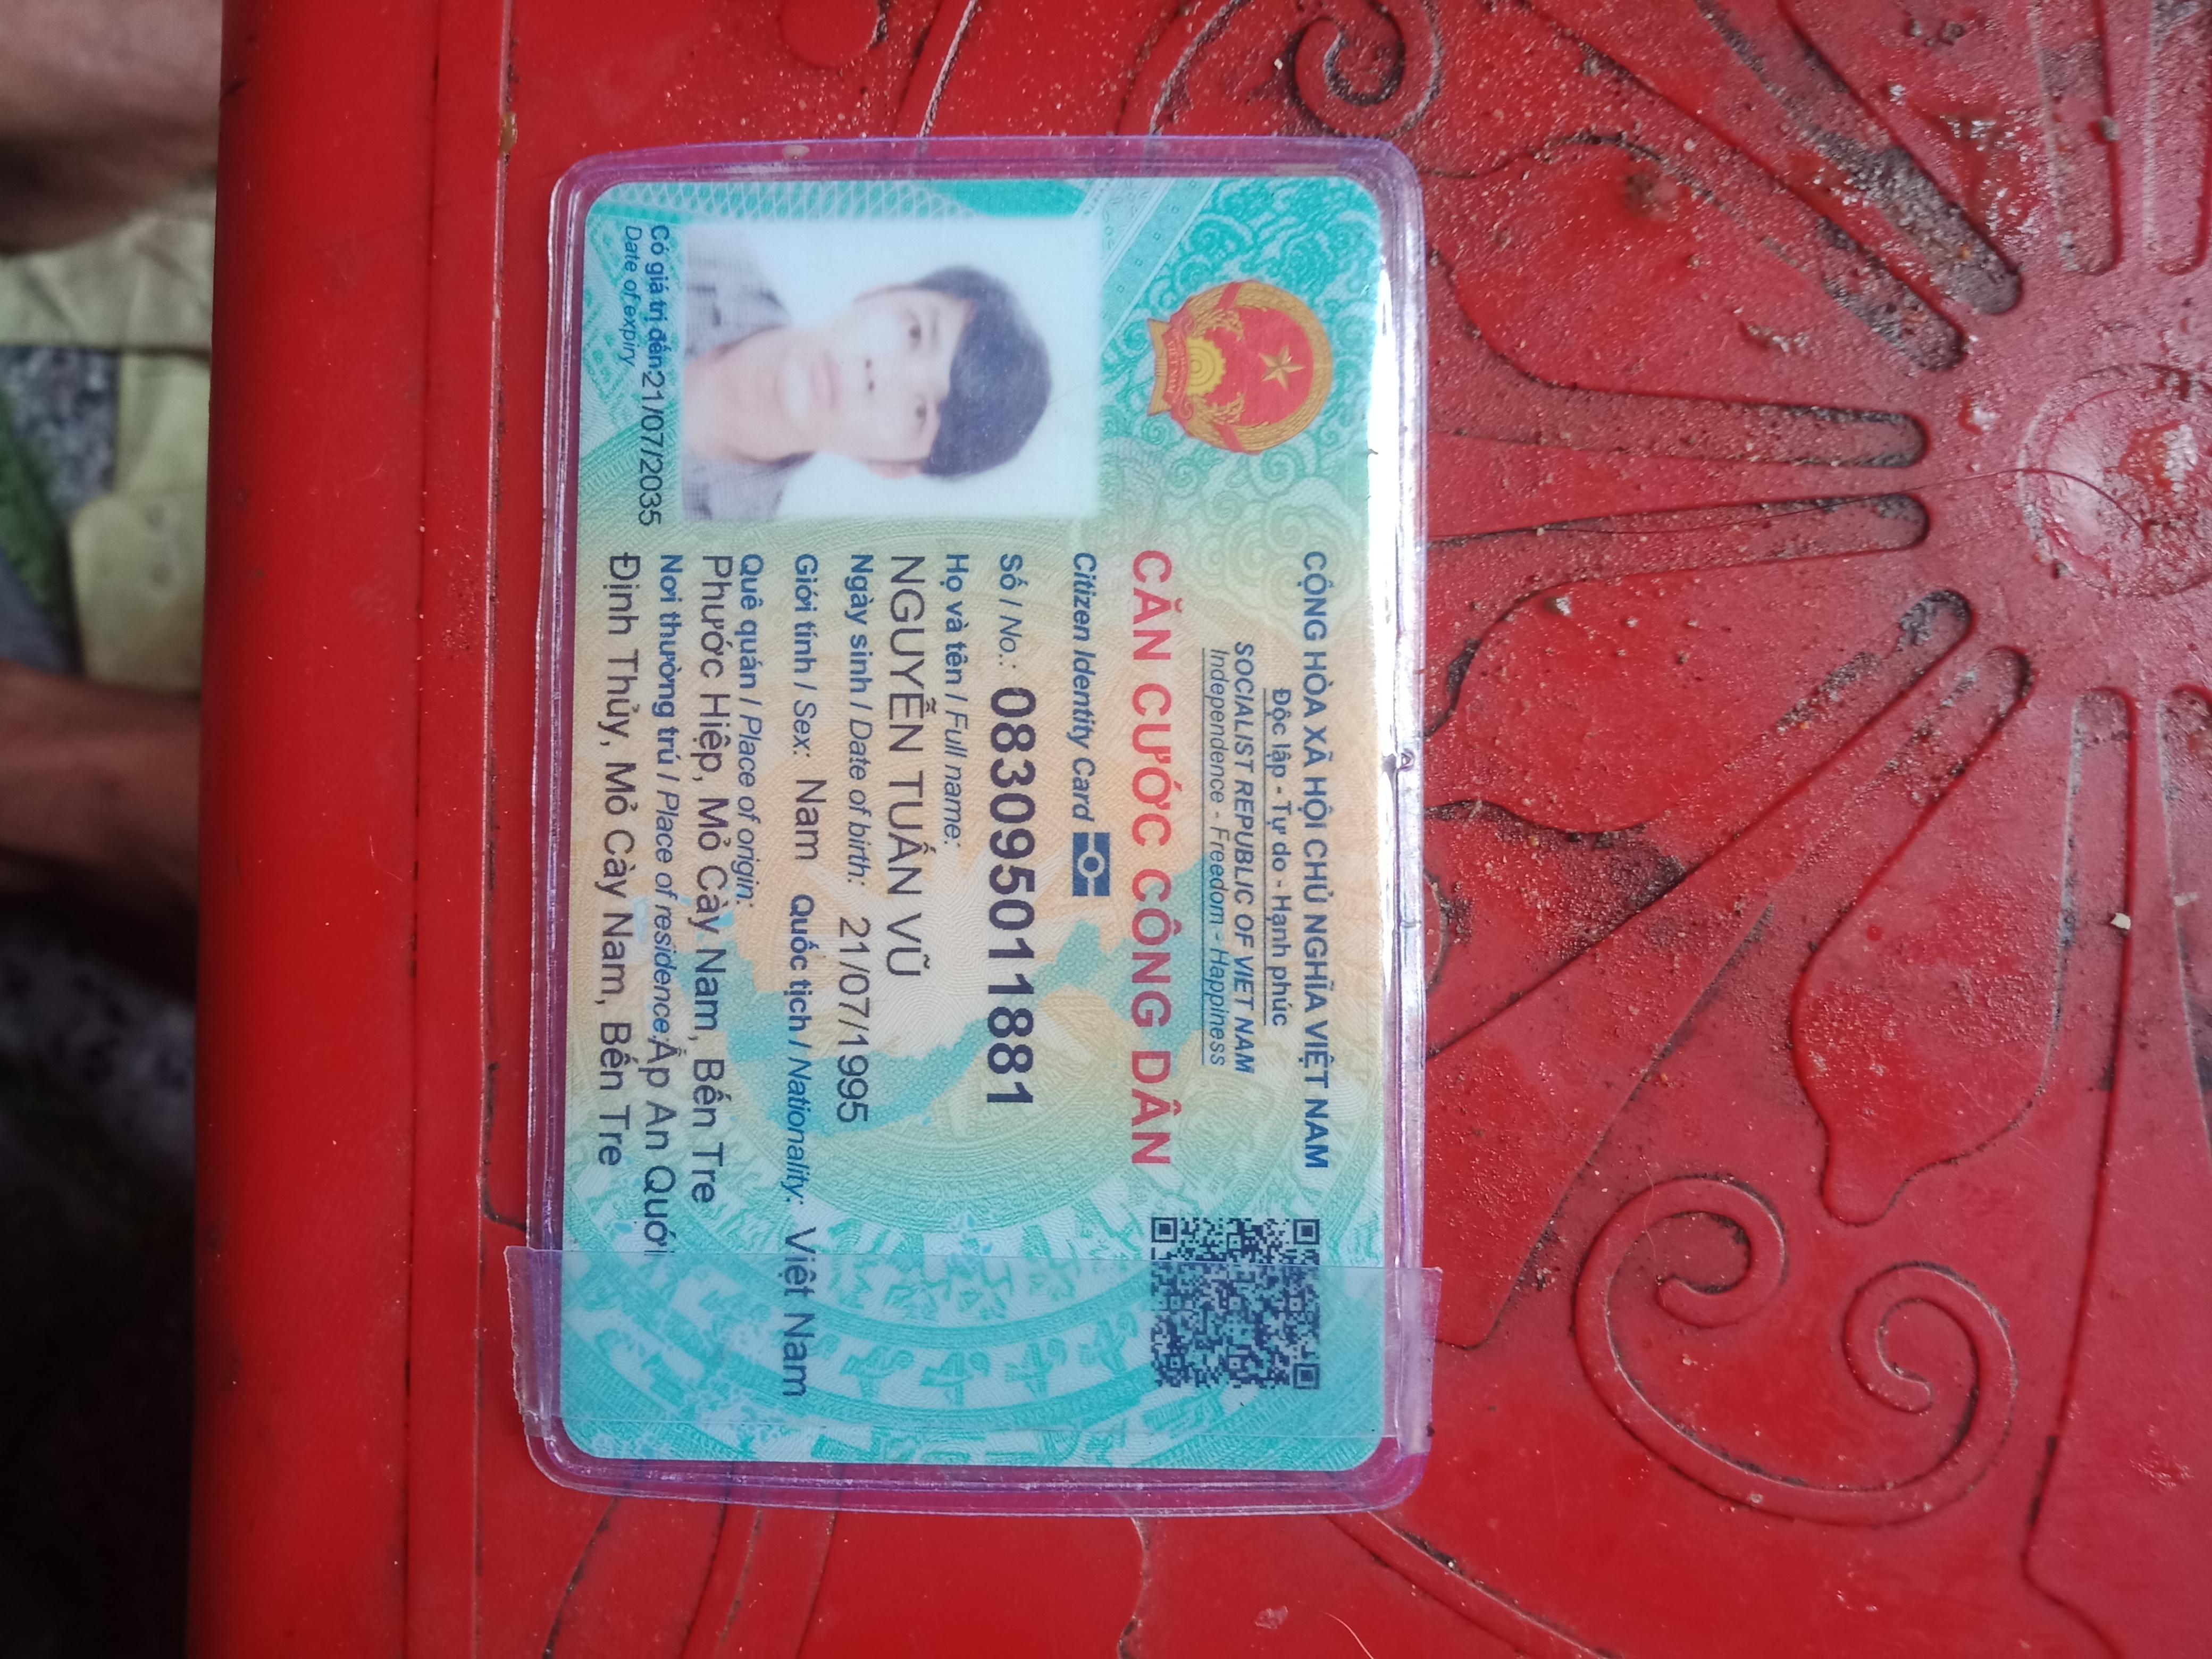 CỘNG HÒA XÃ HỘI CHỦ NGHĨA VIỆT NAM
Độc lập - Tự do - Hạnh phúc
SOCIALIST REPUBLIC OF VIET NAM
Independence - Freedom - Happiness
CĂN CƯỚC CÔNG DÂN
Citizen Identity Card
Số / No.: 083095011881
Họ và tên / Full name:
NGUYỄN TUẤN VŨ
Ngày sinh / Date of birth: 21/07/1995
Giới tính / Sex: Nam Quốc tịch / Nationality: Việt Nam
Quê quán / Place of origin:
Phước Hiệp, Mỏ Cày Nam, Bến Tre
Nơi thường trú / Place of residence: Ấp An Quới
Định Thủy, Mỏ Cày Nam, Bến Tre
Có giá trị đến 21/07/2035
Date of expiry